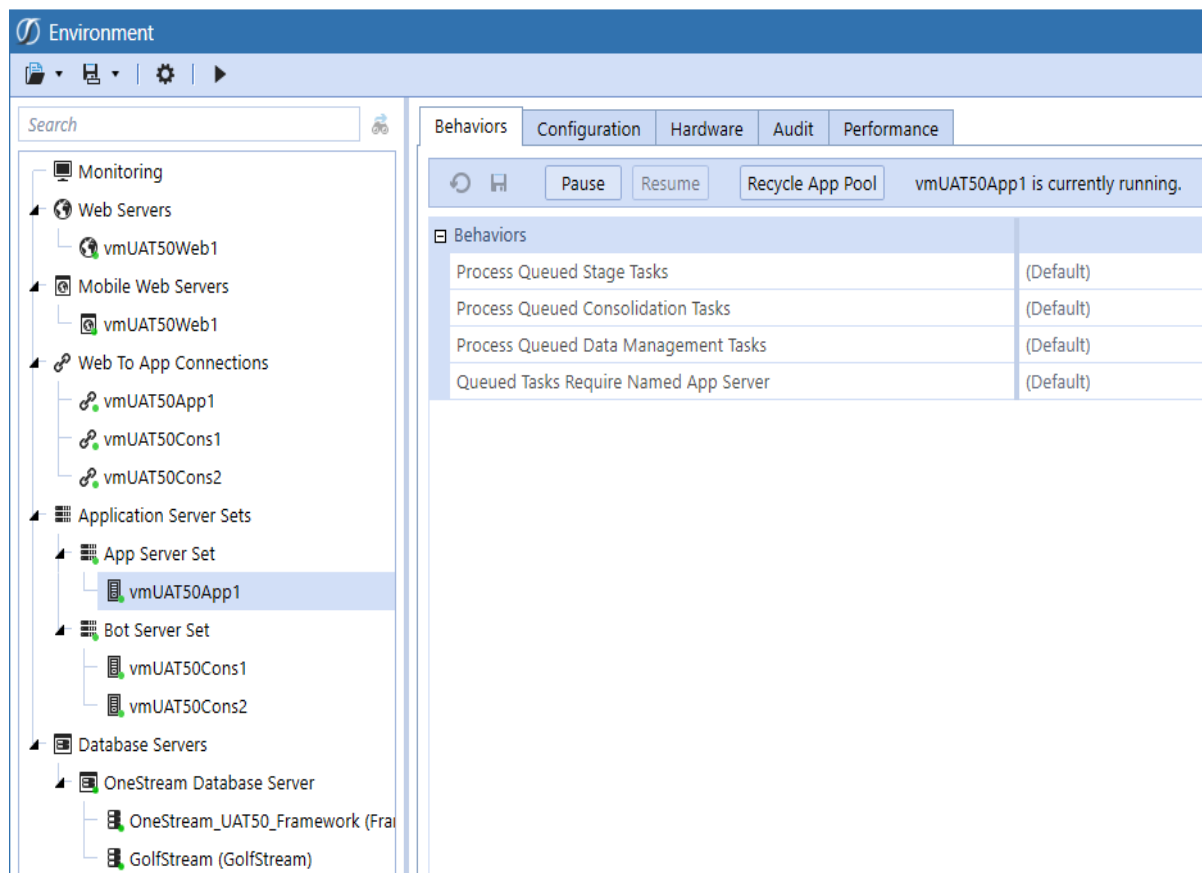 Environment
Search
Monitoring
Web Servers
vmUAT50Web1
Mobile Web Servers
vmUAT50Web1
Web To App Connections
vmUAT50App1
vmUAT50Cons1
vmUAT50Cons2
Application Server Sets
App Server Set
vmUAT50App1
Bot Server Set
vmUAT50Cons1
vmUAT50Cons2
Database Servers
OneStream Database Server
OneStream_UAT50_Framework (Fra
GolfStream (GolfStream)
Behaviors Configuration Hardware Audit Performance
Pause Resume Recycle App Pool vmUAT50App1 is currently running.
Behaviors
Process Queued Stage Tasks (Default)
Process Queued Consolidation Tasks (Default)
Process Queued Data Management Tasks (Default)
Queued Tasks Require Named App Server (Default)